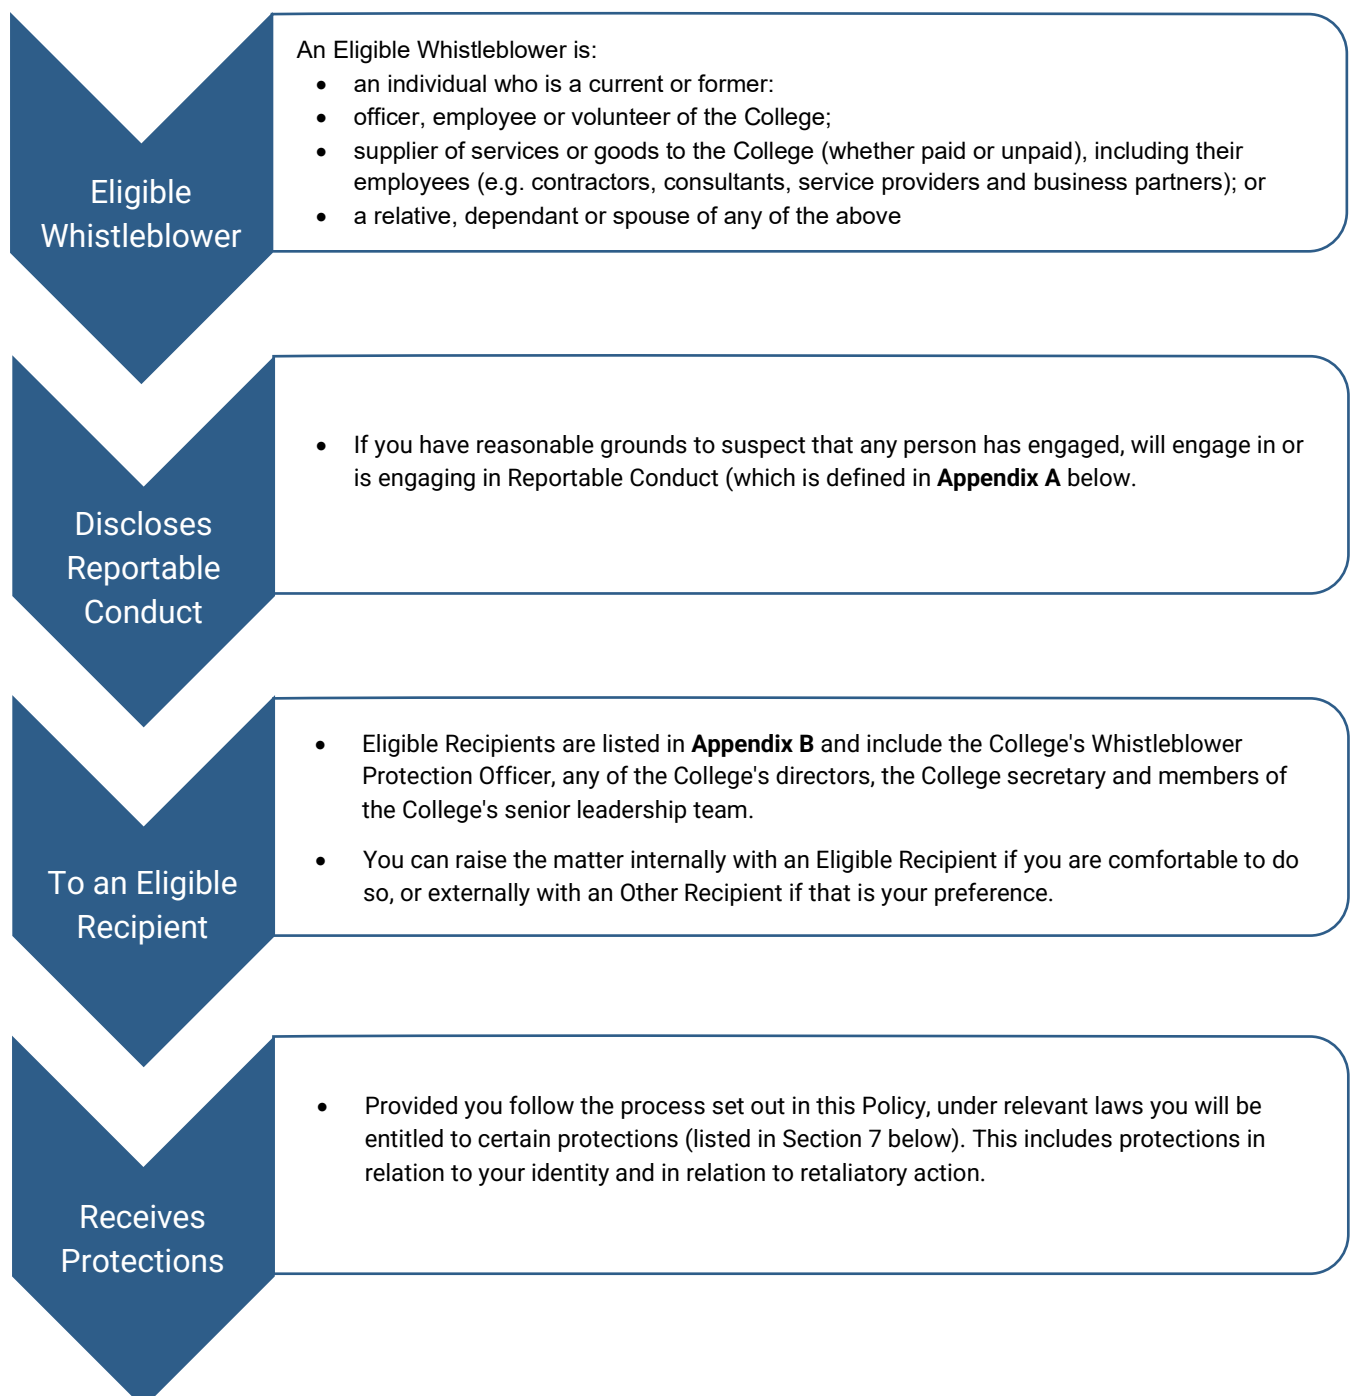 Eligible
Whistleblower
An Eligible Whistleblower is:
• an individual who is a current or former:
• officer, employee or volunteer of the College;
• supplier of services or goods to the College (whether paid or unpaid), including their
employees (e.g. contractors, consultants, service providers and business partners); or
• a relative, dependant or spouse of any of the above
Discloses
Reportable
Conduct
• If you have reasonable grounds to suspect that any person has engaged, will engage in or
is engaging in Reportable Conduct (which is defined in Appendix A below.
To an Eligible
Recipient
• Eligible Recipients are listed in Appendix B and include the College's Whistleblower
Protection Officer, any of the College's directors, the College secretary and members of
the College's senior leadership team.
• You can raise the matter internally with an Eligible Recipient if you are comfortable to do
so, or externally with an Other Recipient if that is your preference.
Receives
Protections
• Provided you follow the process set out in this Policy, under relevant laws you will be
entitled to certain protections (listed in Section 7 below). This includes protections in
relation to your identity and in relation to retaliatory action.